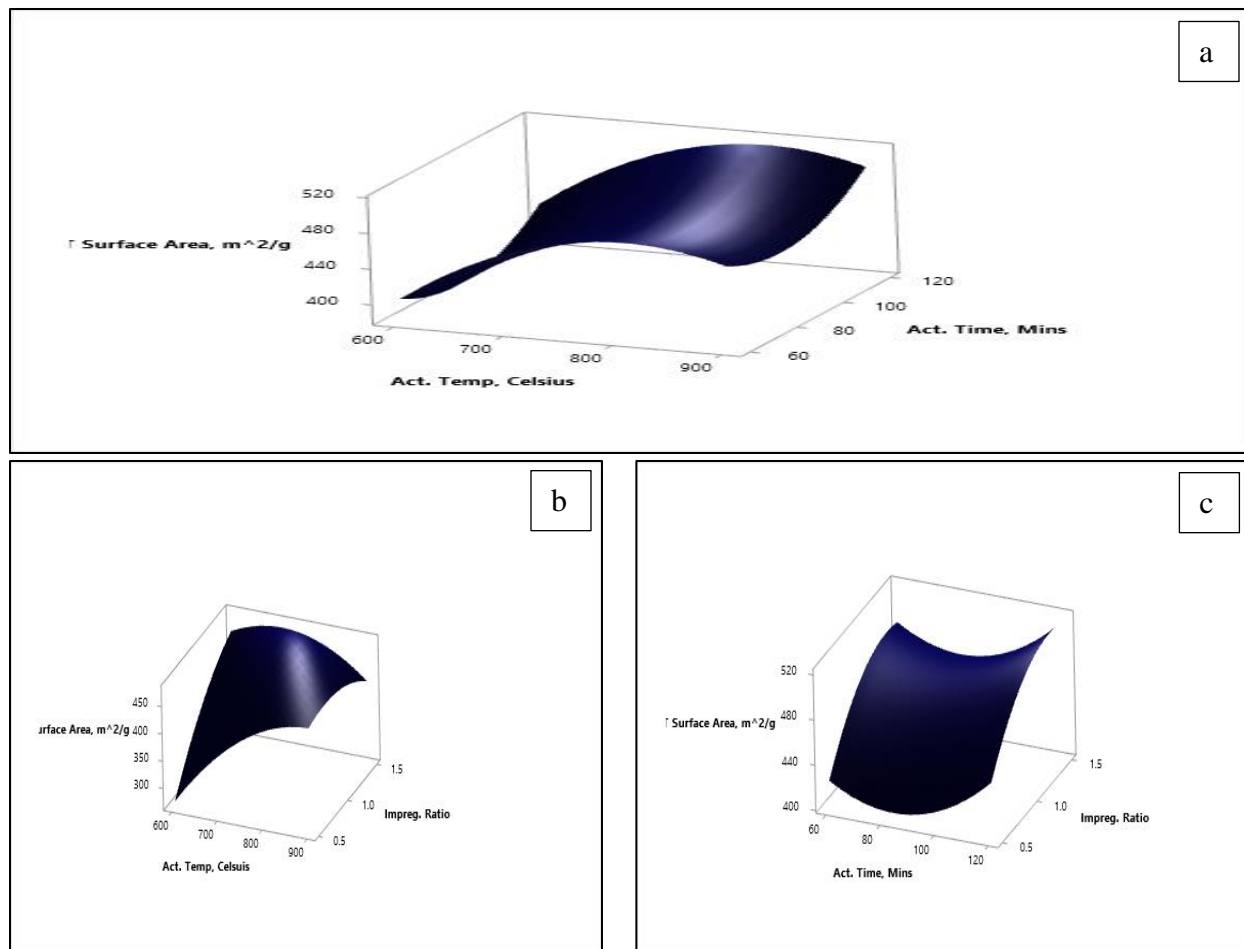 a
520
480
T Surface Area, m^2/g
440
400
600
700
800
900
Act. Temp, Celsius
60
80
100
120
Act. Time, Mins
b
450
400
urface Area, m^2/g
350
300
600
700
800
900
Act. Temp, Celsuis
0.5
1.0
1.5
Impreg. Ratio
c
520
480
T Surface Area, m^2/g
440
400
60
80
100
120
Act. Time, Mins
0.5
1.0
1.5
Impreg. Ratio